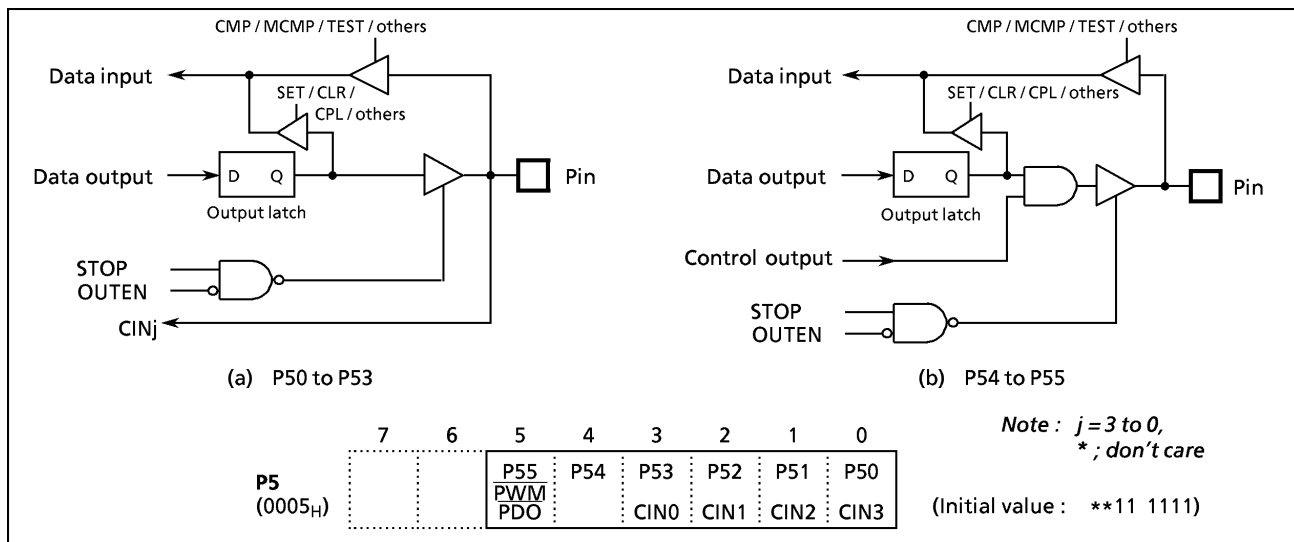 CMP / MCMP / TEST / others
Data input
SET / CLR /
CPL / others
Data output
D Q
Pin
Output latch
STOP
OUTEN
CINj
(a) P50 to P53
CMP / MCMP / TEST / others
Data input
SET / CLR / CPL / others
Data output
D Q
Pin
Output latch
Control output
STOP
OUTEN
(b) P54 to P55
Note : j = 3 to 0,
* ; don't care
7 6 5 4 3 2 1 0
P5
(0005H)
P55 P54 P53 P52 P51 P50
PWM
PDO CIN0 CIN1 CIN2 CIN3
(Initial value : **11 1111)